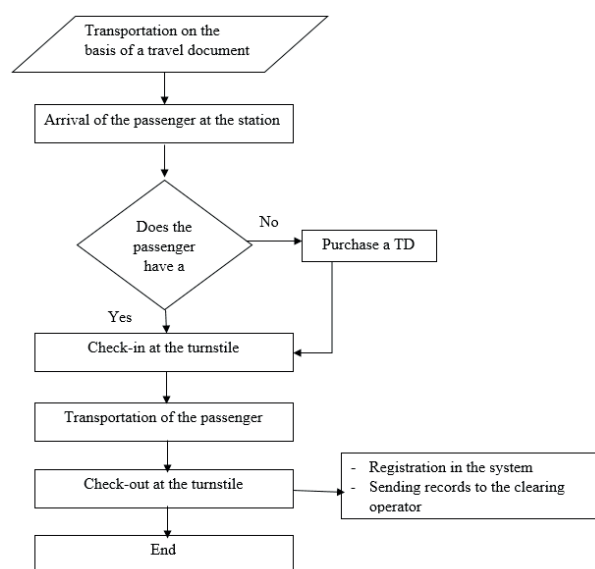 Transportation on the
basis of a travel document
Arrival of the passenger at the station
Does the
passenger
have a
No
Purchase a TD
Yes
Check-in at the turnstile
Transportation of the passenger
Check-out at the turnstile
- Registration in the system
- Sending records to the clearing
operator
End